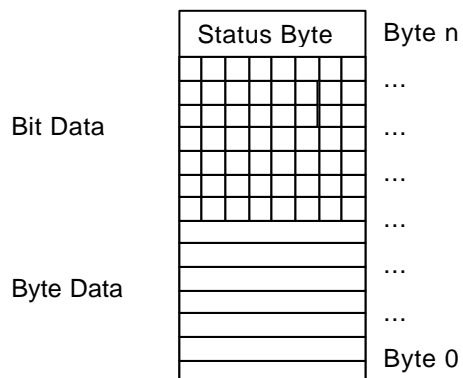 Status Byte Byte n
...
Bit Data ...
...
...
...
Byte Data
...
Byte 0